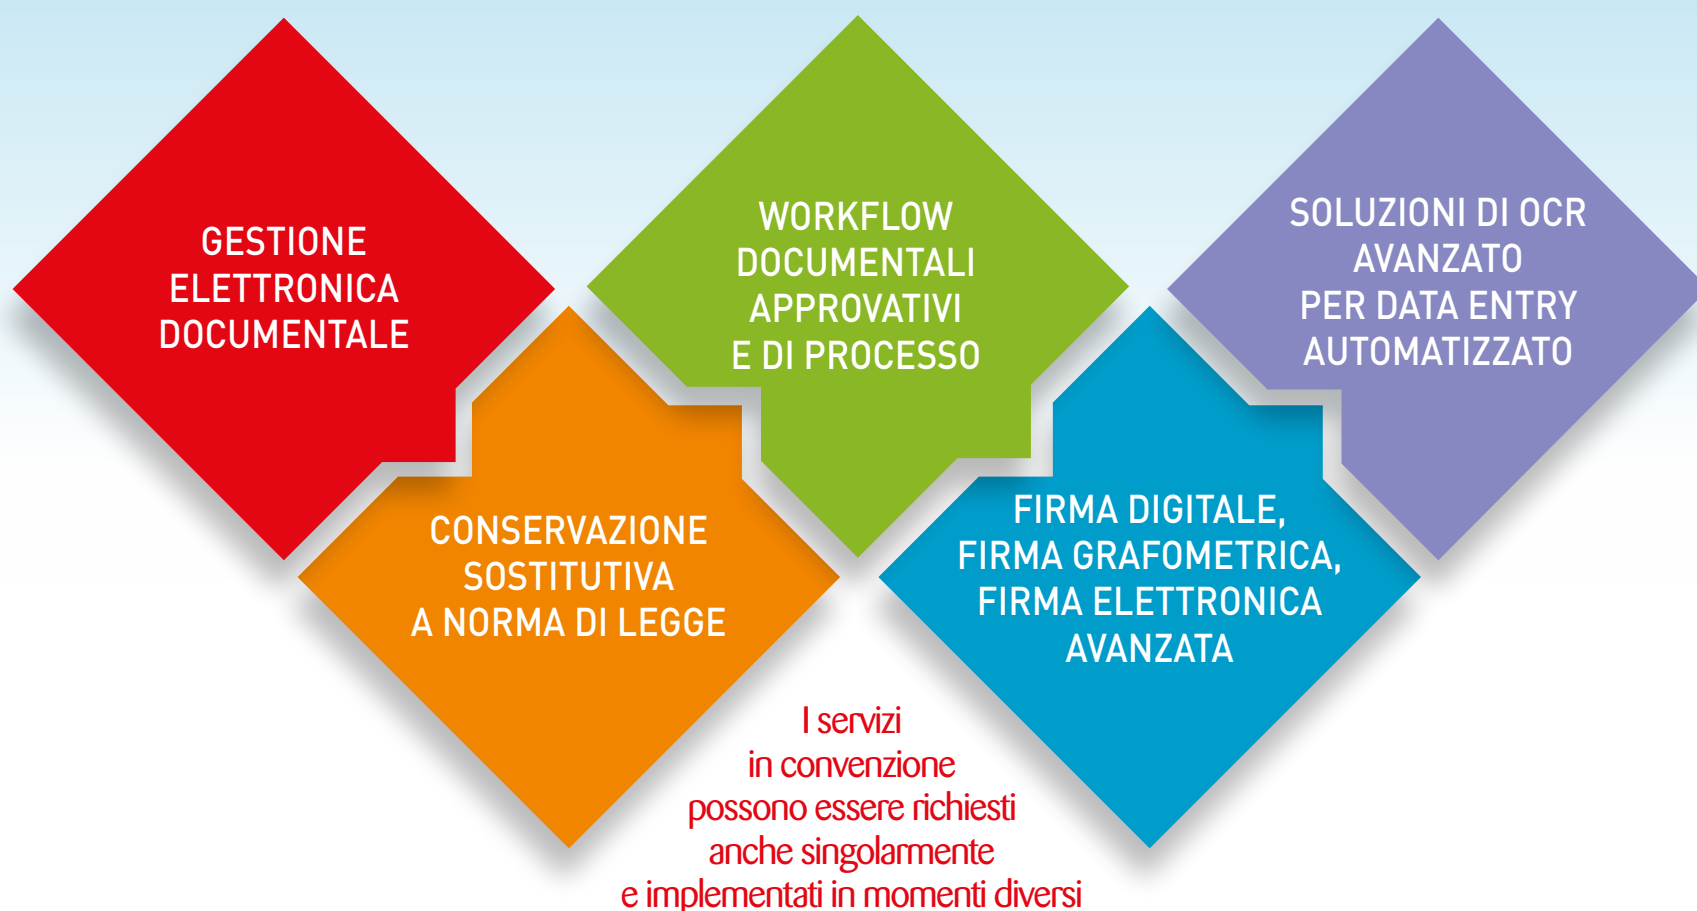 GESTIONE
ELETTRONICA
DOCUMENTALE
CONSERVAZIONE
SOSTITUTIVA
A NORMA DI LEGGE
WORKFLOW
DOCUMENTALI
APPROVATIVI
E DI PROCESSO
FIRMA DIGITALE,
FIRMA GRAFOMETRICA,
FIRMA ELETTRONICA
AVANZATA
SOLUZIONI DI OCR
AVANZATO
PER DATA ENTRY
AUTOMATIZZATO
I servizi
in convenzione
possono essere richiesti
anche singolarmente
e implementati in momenti diversi